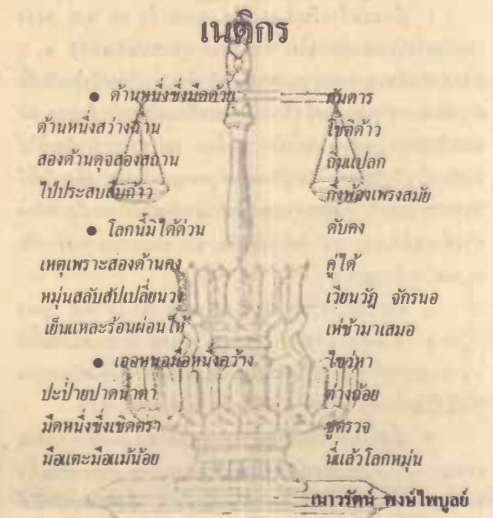 เนติกร
● ด้านหนึ่งซึ่งมืดด้วย ธันดาร
ด้านหนึ่งสว่างฉาน โชติด้าว
สองด้านดุจสองสถาน ถิ่นแปลก
ไป่ประสบสืบก้าว กึ่งพ้องเพรงสมัย
● โลกนี้มิได้ด่วน ดับคง
เหตุเพราะสองด้านคง คู่ได้
หมุ่นสลับสับเปลี่ยนวง เวียนวัฏ จักรนอ
เย็นแหละร้อนผ่อนให้ เห่ช้ามาเสมอ
● เธอหนอมือหนึ่งคว้าง ไขว่หา
ปะป่ายปาดน้ำตา ต่างถ้อย
มืดหนึ่งซึ่งเชิดตรา ชูตรวจ
มือแตะมือแม้น้อย นี่แล้วโลกหมุ่น
เนาวรัตน์ พงษ์ไพบูลย์